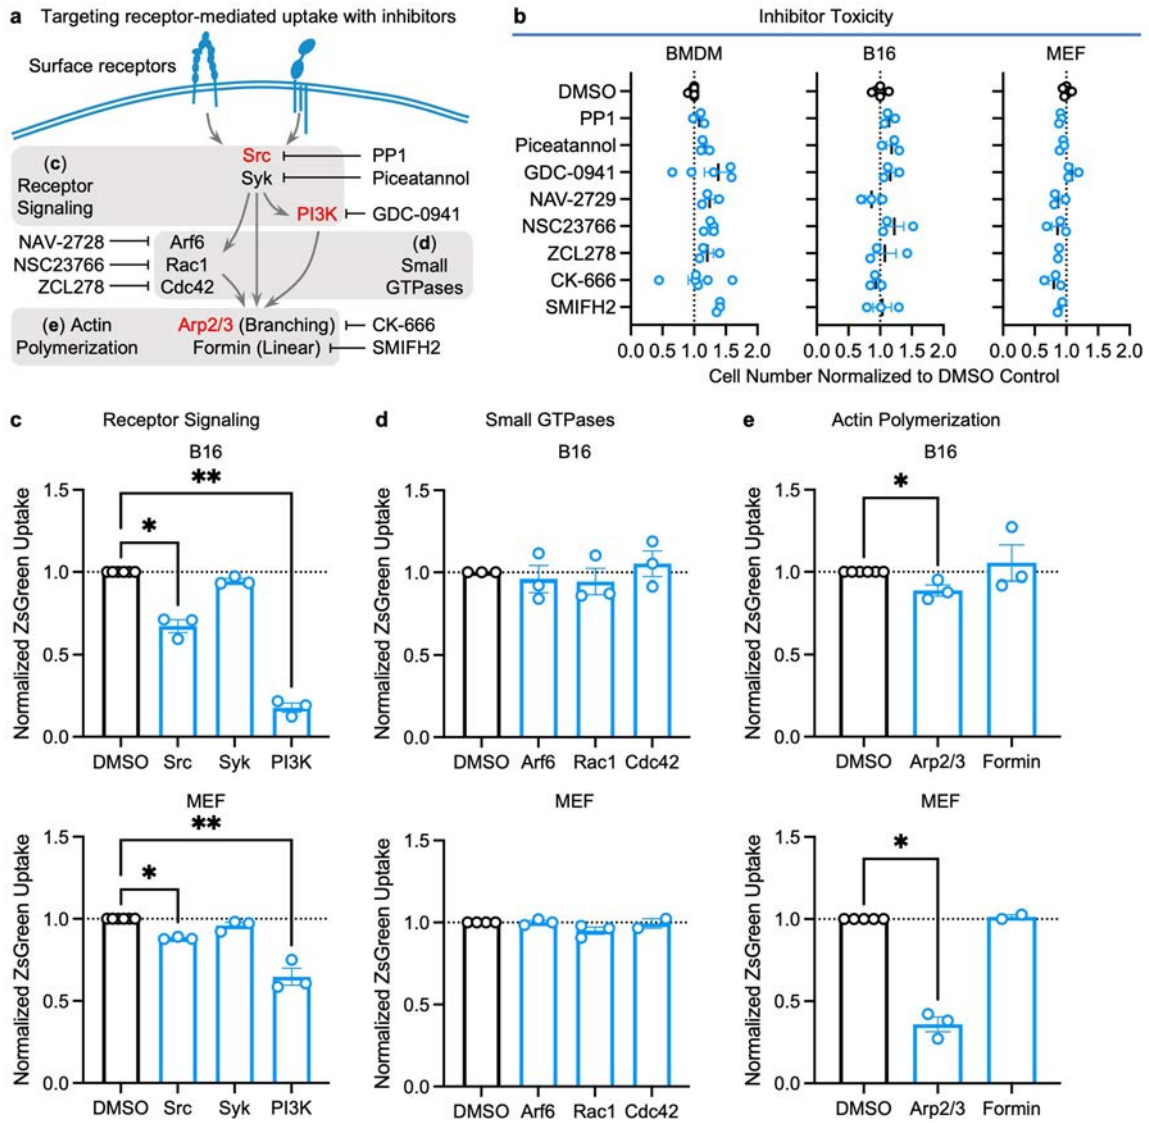 a Targeting receptor-mediated uptake with inhibitors
Surface receptors
(c)
Receptor
Signaling
Src
Syk
PI3K
PP1
Piceatannol
GDC-0941
NAV-2728
NSC23766
ZCL278
Arf6
Rac1
Cdc42
(d)
Small
GTPases
(e) Actin
Polymerization
Arp2/3 (Branching)
Formin (Linear)
CK-666
SMIFH2
b Inhibitor Toxicity
BMDM B16 MEF
DMSO
PP1
Piceatannol
GDC-0941
NAV-2729
NSC23766
ZCL278
CK-666
SMIFH2
0.0 0.5 1.0 1.5 2.0 0.0 0.5 1.0 1.5 2.0 0.0 0.5 1.0 1.5 2.0
Cell Number Normalized to DMSO Control
c Receptor Signaling
B16
Normalized ZsGreen Uptake
1.5
1.0
0.5
0.0
** 
*
DMSO Src Syk PI3K
MEF
Normalized ZsGreen Uptake
1.5
1.0
0.5
0.0
**
*
DMSO Src Syk PI3K
d Small GTPases
B16
Normalized ZsGreen Uptake
1.5
1.0
0.5
0.0
DMSO Arf6 Rac1 Cdc42
MEF
Normalized ZsGreen Uptake
1.5
1.0
0.5
0.0
DMSO Arf6 Rac1 Cdc42
e Actin Polymerization
B16
Normalized ZsGreen Uptake
1.5
1.0
0.5
0.0
*
DMSO Arp2/3 Formin
MEF
Normalized ZsGreen Uptake
1.5
1.0
0.5
0.0
*
DMSO Arp2/3 Formin